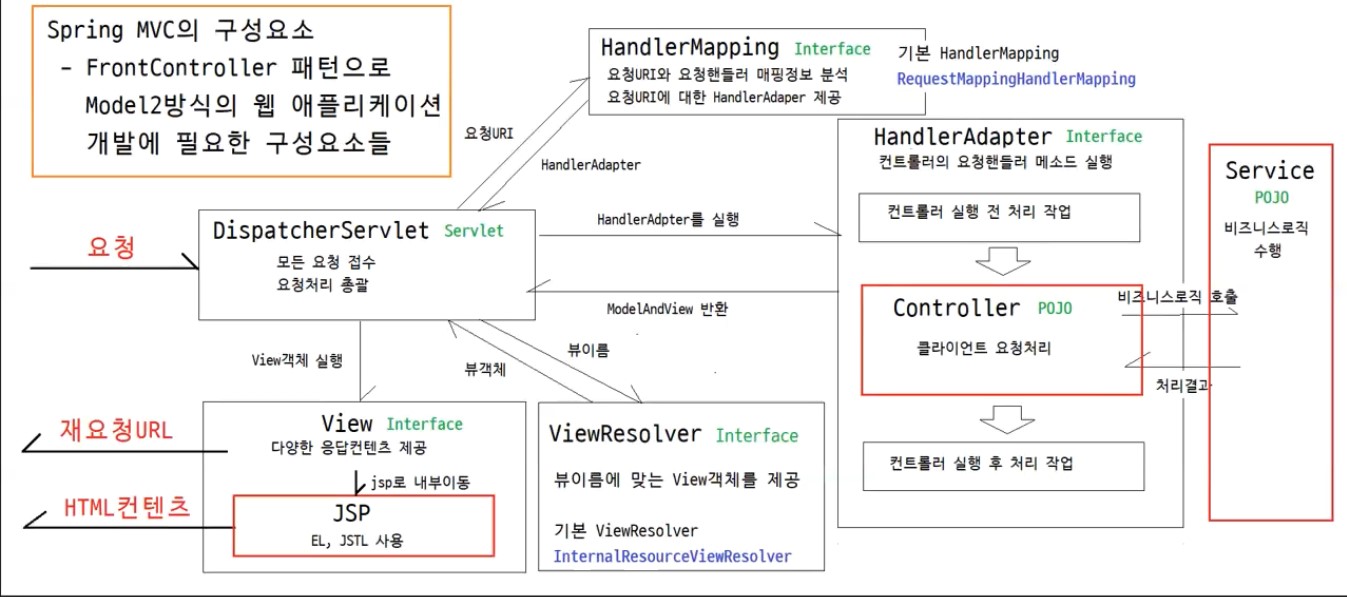 Spring MVC의 구성요소
- FrontController 패턴으로
Model2방식의 웹 애플리케이션
개발에 필요한 구성요소들
HandlerMapping Interface
요청URI와 요청핸들러 매핑정보 분석
요청URI에 대한 HandlerAdaper 제공
기본 HandlerMapping
RequestMappingHandlerMapping
요청URI
HandlerAdapter
HandlerAdapter Interface
컨트롤러의 요청핸들러 메소드 실행
컨트롤러 실행 전 처리 작업
Controller POJO
클라이언트 요청처리
컨트롤러 실행 후 처리 작업
Service
POJO
비즈니스로직
수행
비즈니스로직 호출
처리결과
요청
DispatcherServlet Servlet
모든 요청 접수
요청처리 총괄
HandlerAdpter를 실행
ModelAndView 반환
View객체 실행
뷰객체
뷰이름
재요청URL
HTML컨텐츠
View Interface
다양한 응답컨텐츠 제공
jsp로 내부이동
JSP
EL, JSTL 사용
ViewResolver Interface
뷰이름에 맞는 View객체를 제공
기본 ViewResolver
InternalResourceViewResolver